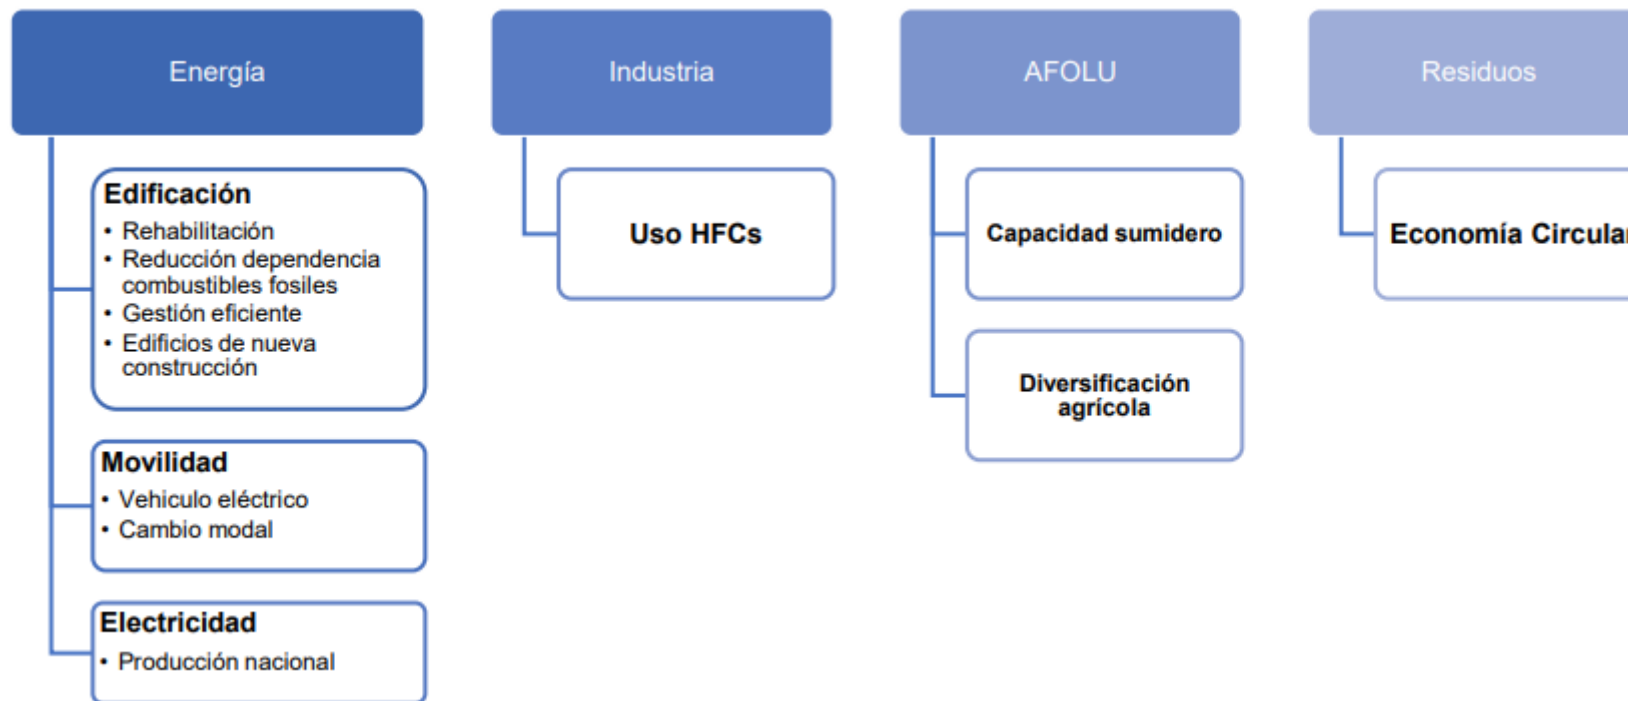 Energía
Industria
AFOLU
Residuos
Edificación
• Rehabilitación
• Reducción dependencia
combustibles fosiles
• Gestión eficiente
• Edificios de nueva
construcción
Movilidad
• Vehiculo eléctrico
• Cambio modal
Electricidad
• Producción nacional
Uso HFCs
Capacidad sumidero
Diversificación
agrícola
Economía Circular